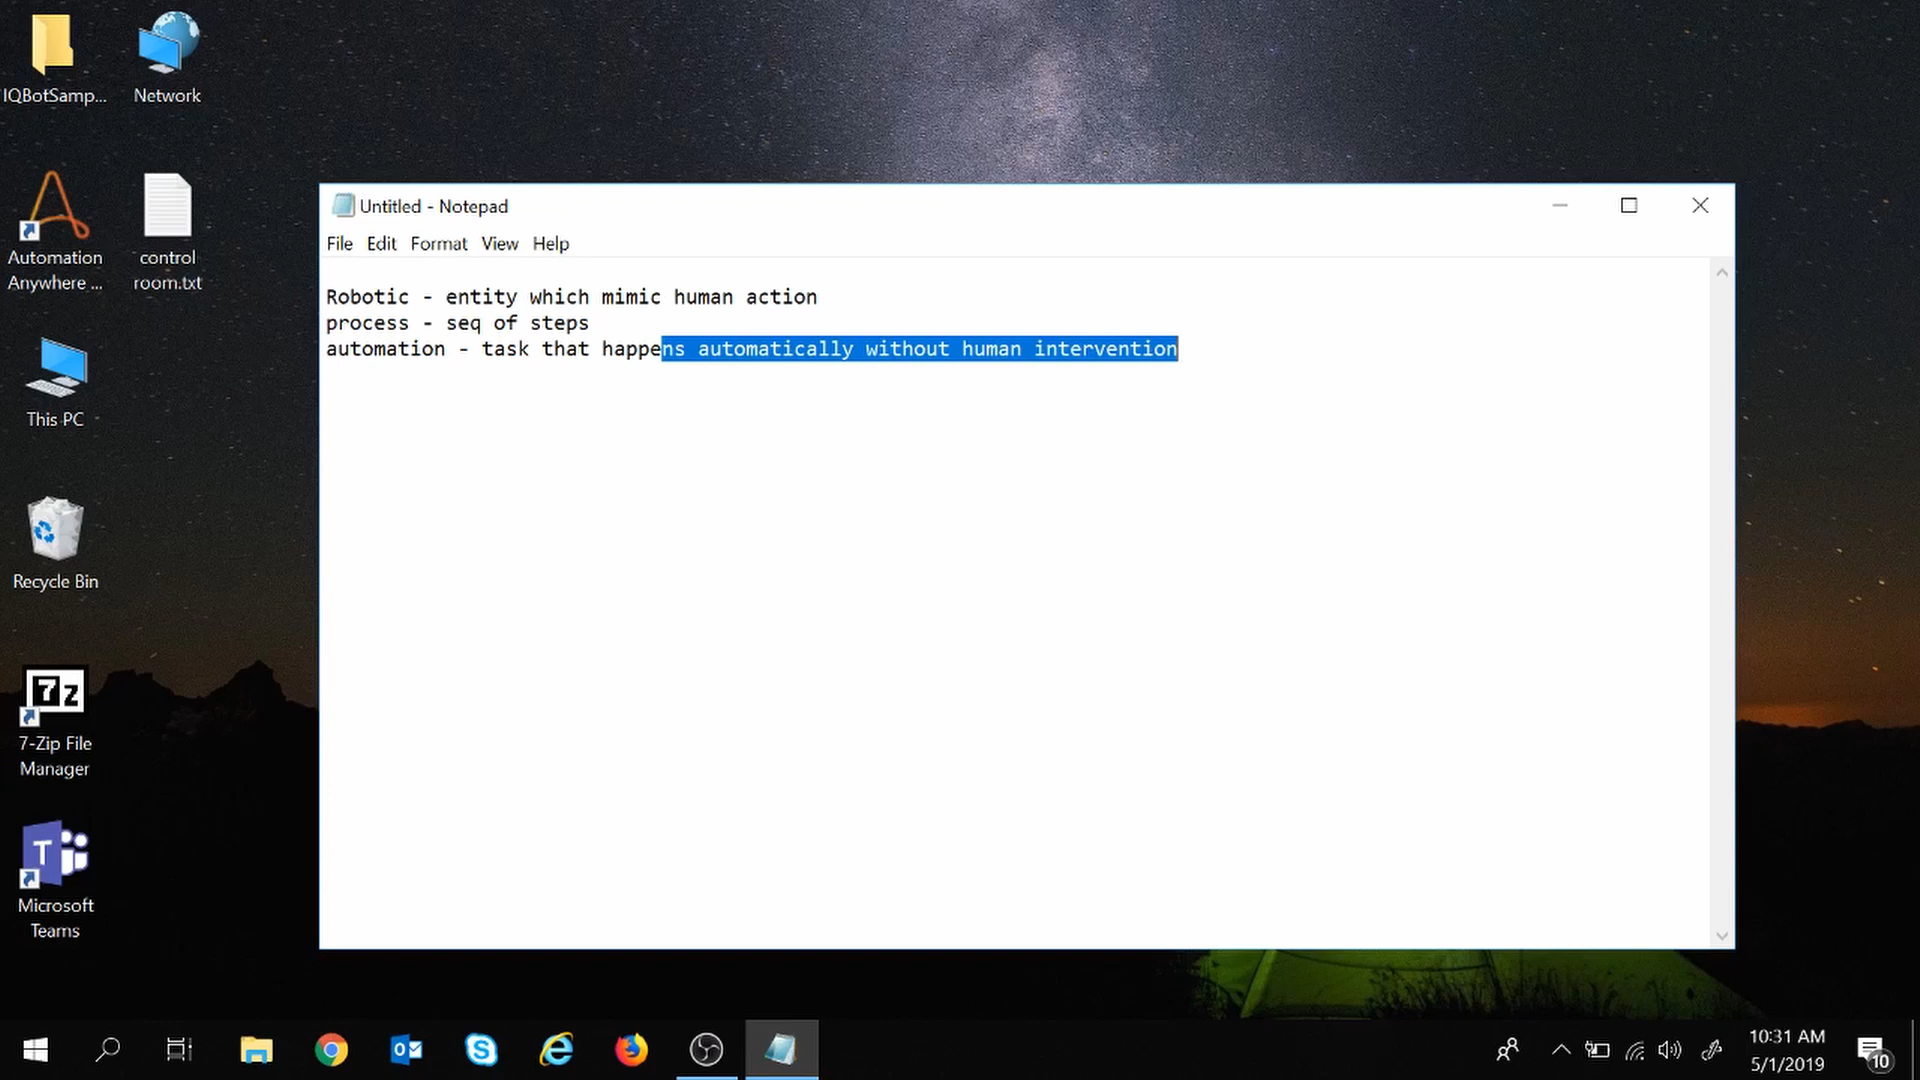 IQBotSamp...
Network
Automation
Anywhere ...
control
room.txt
This PC
Recycle Bin
7z
7-Zip File
Manager
T
Microsoft
Teams
Untitled - Notepad
File Edit Format View Help
Robotic - entity which mimic human action
process - seq of steps
automation - task that happens automatically without human intervention
10:31 AM
5/1/2019
10